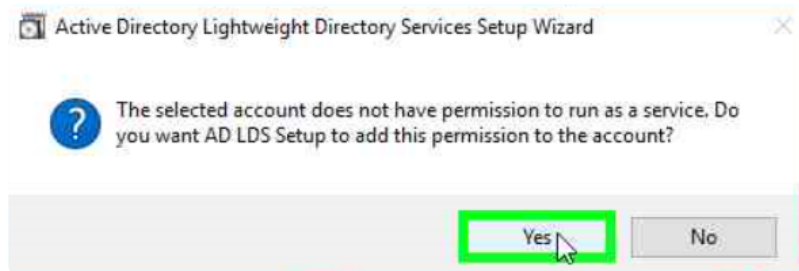 Active Directory Lightweight Directory Services Setup Wizard
The selected account does not have permission to run as a service. Do
you want AD LDS Setup to add this permission to the account?
Yes
No